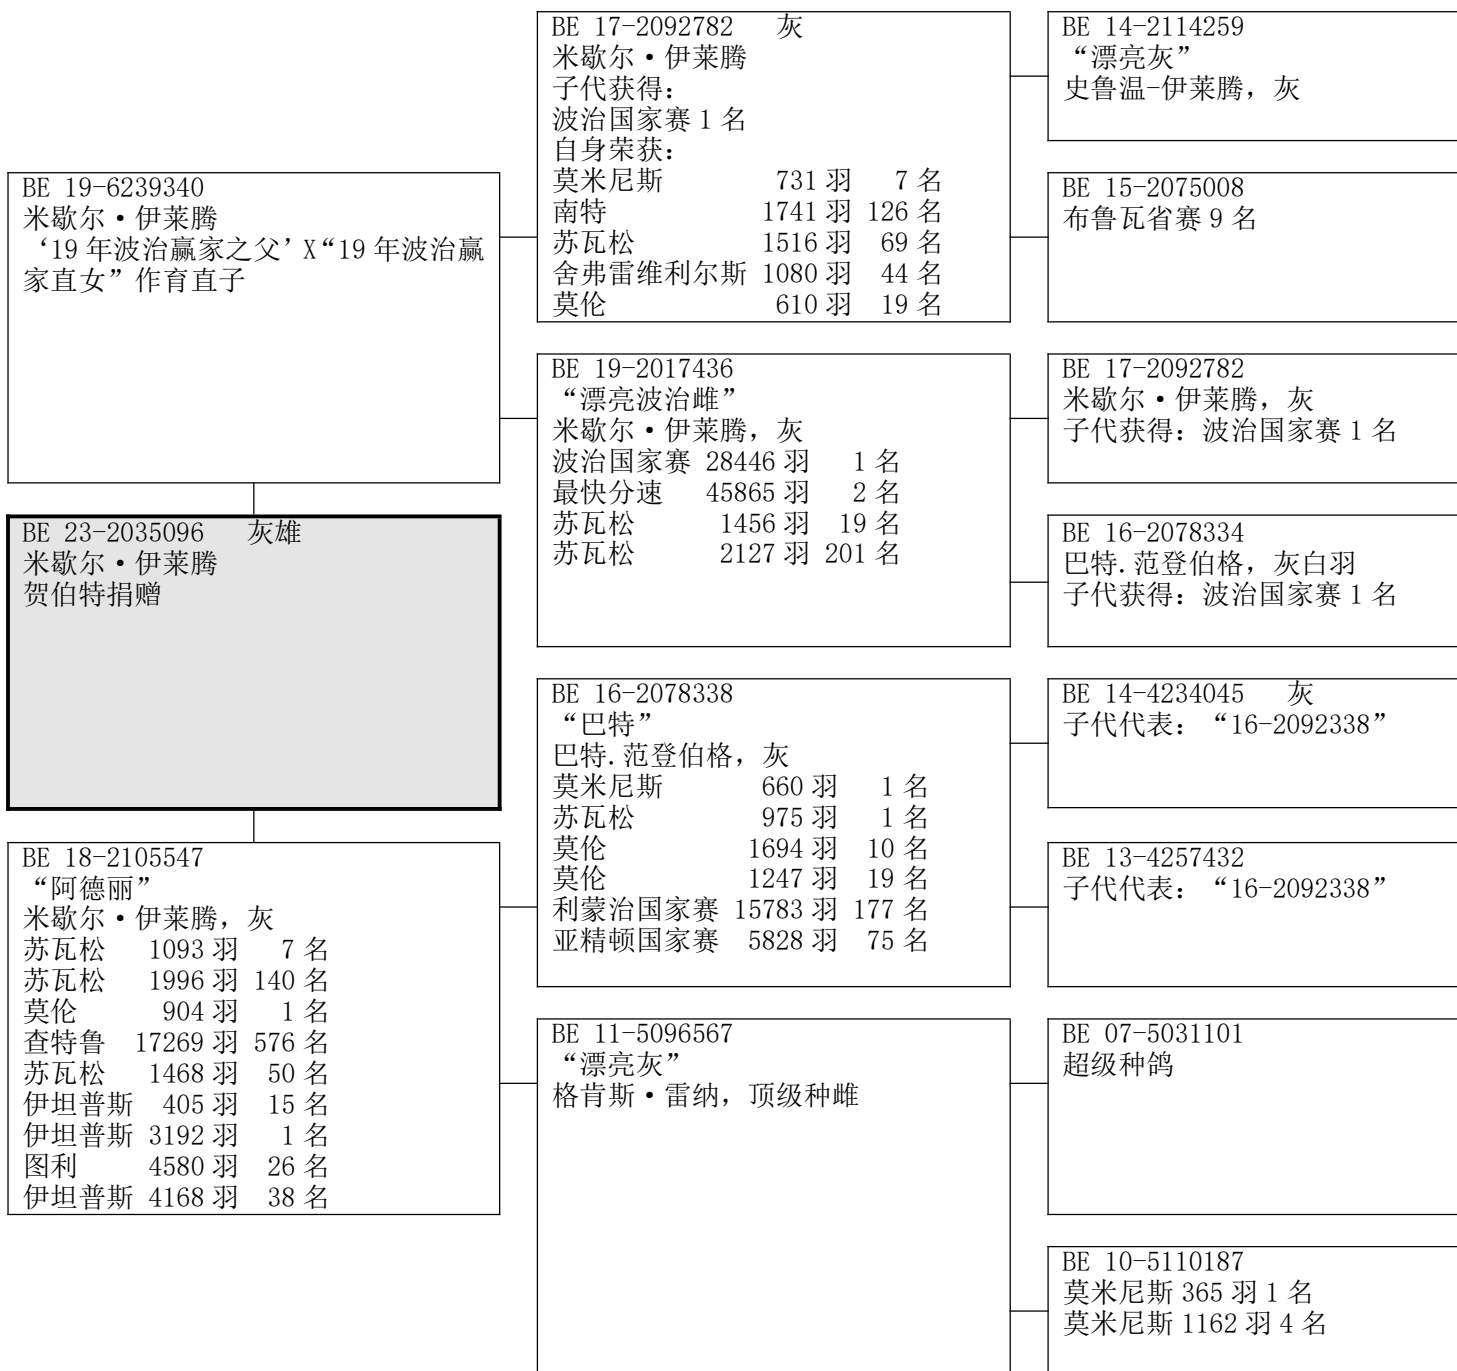 BE 19-6239340
米歇尔·伊莱腾
‘19 年波治赢家之父’X“19 年波治赢
家直女”作育直子
BE 23-2035096 灰雄
米歇尔·伊莱腾
贺伯特捐赠
BE 18-2105547
“阿德丽”
米歇尔·伊莱腾，灰
苏瓦松 1093 羽 7 名
苏瓦松 1996 羽 140 名
莫伦 904 羽 1 名
查特鲁 17269 羽 576 名
苏瓦松 1468 羽 50 名
伊坦普斯 405 羽 15 名
伊坦普斯 3192 羽 1 名
图利 4580 羽 26 名
伊坦普斯 4168 羽 38 名
BE 17-2092782 灰
米歇尔·伊莱腾
子代获得：
波治国家赛 1 名
自身荣获：
莫米尼斯 731 羽 7 名
南特 1741 羽 126 名
苏瓦松 1516 羽 69 名
舍弗雷维利尔斯 1080 羽 44 名
莫伦 610 羽 19 名
BE 19-2017436
“漂亮波治雌”
米歇尔·伊莱腾，灰
波治国家赛 28446 羽 1 名
最快分速 45865 羽 2 名
苏瓦松 1456 羽 19 名
苏瓦松 2127 羽 201 名
BE 16-2078338
“巴特”
巴特.范登伯格，灰
莫米尼斯 660 羽 1 名
苏瓦松 975 羽 1 名
莫伦 1694 羽 10 名
莫伦 1247 羽 19 名
利蒙治国家赛 15783 羽 177 名
亚精顿国家赛 5828 羽 75 名
BE 11-5096567
“漂亮灰”
格肯斯·雷纳，顶级种雌
BE 14-2114259
“漂亮灰”
史鲁温-伊莱腾，灰
BE 15-2075008
布鲁瓦省赛 9 名
BE 17-2092782
米歇尔·伊莱腾，灰
子代获得：波治国家赛 1 名
BE 16-2078334
巴特.范登伯格，灰白羽
子代获得：波治国家赛 1 名
BE 14-4234045 灰
子代代表：“16-2092338”
BE 13-4257432
子代代表：“16-2092338”
BE 07-5031101
超级种鸽
BE 10-5110187
莫米尼斯 365 羽 1 名
莫米尼斯 1162 羽 4 名